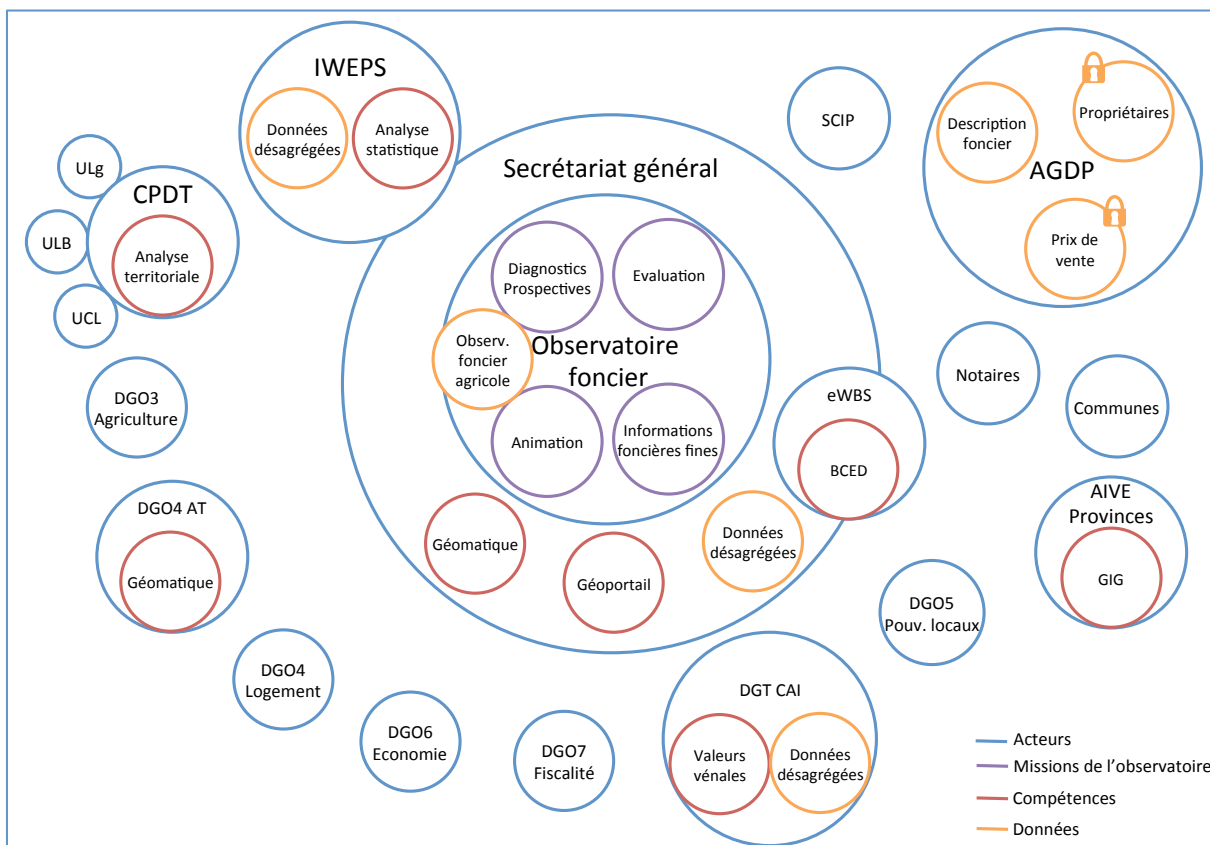 IWEPS
Données
désagrégées
Analyse
statistique
SCIP
Description
foncier
Propriétaires
AGDP
Prix de
vente
ULg
CPDT
ULB
Analyse
territoriale
UCL
Secrétariat général
Diagnostics
Prospectives
Evaluation
Observ.
foncier
agricole
Observatoire
foncier
Animation
Informations
foncières fines
eWBS
BCED
Notaires
Communes
DGO3
Agriculture
DGO4 AT
Géomatique
Géomatique
Géoportail
Données
désagrégées
AIVE
Provinces
GIG
DGO5
Pouv. locaux
DGO4
Logement
DGO6
Economie
DGO7
Fiscalité
DGT CAI
Valeurs
vénales
Données
désagrégées
Acteurs
Missions de l'observatoire
Compétences
Données